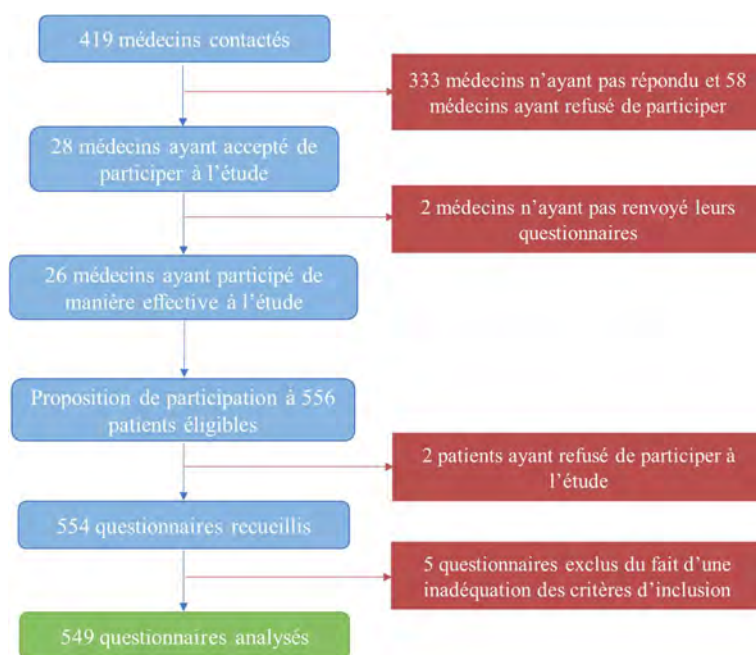 419 médecins contactés
333 médecins n'ayant pas répondu et 58
médecins ayant refusé de participer
28 médecins ayant accepté de
participer à l'étude
2 médecins n'ayant pas renvoyé leurs
questionnaires
26 médecins ayant participé de
manière effective à l'étude
Proposition de participation à 556
patients éligibles
2 patients ayant refusé de participer à
l'étude
554 questionnaires recueillis
5 questionnaires exclus du fait d'une
inadéquation des critères d'inclusion
549 questionnaires analysés